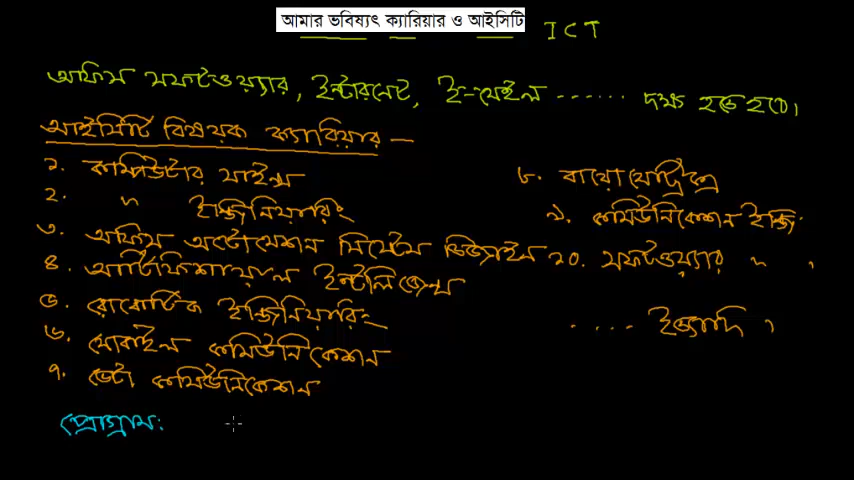 আমার ভবিষ্যৎ ক্যারিয়ার ও আইসিটি ICT
অফিস সফটওয়্যার, ইন্টারনেট, ই-মেইল ...... দক্ষ হতে হবে।
আইসিটি বিষয়ক ক্যারিয়ার —
১. কম্পিউটার সাইন্স
২. " ইঞ্জিনিয়ারিং
৩. অফিস অটোমেশন সিস্টেম ডিজাইন
৪. আর্টিফিশিয়াল ইন্টেলিজেন্স
৫. রোবোটিক ইঞ্জিনিয়ারিং
৬. মোবাইল কমিউনিকেশন
৭. ডেটা কমিউনিকেশন
৮. বায়োমেট্রিক্স
৯. কমিউনিকেশন ইঞ্জি.
১০. সফটওয়্যার " ,
..... ইত্যাদি ,
প্রোগ্রাম: